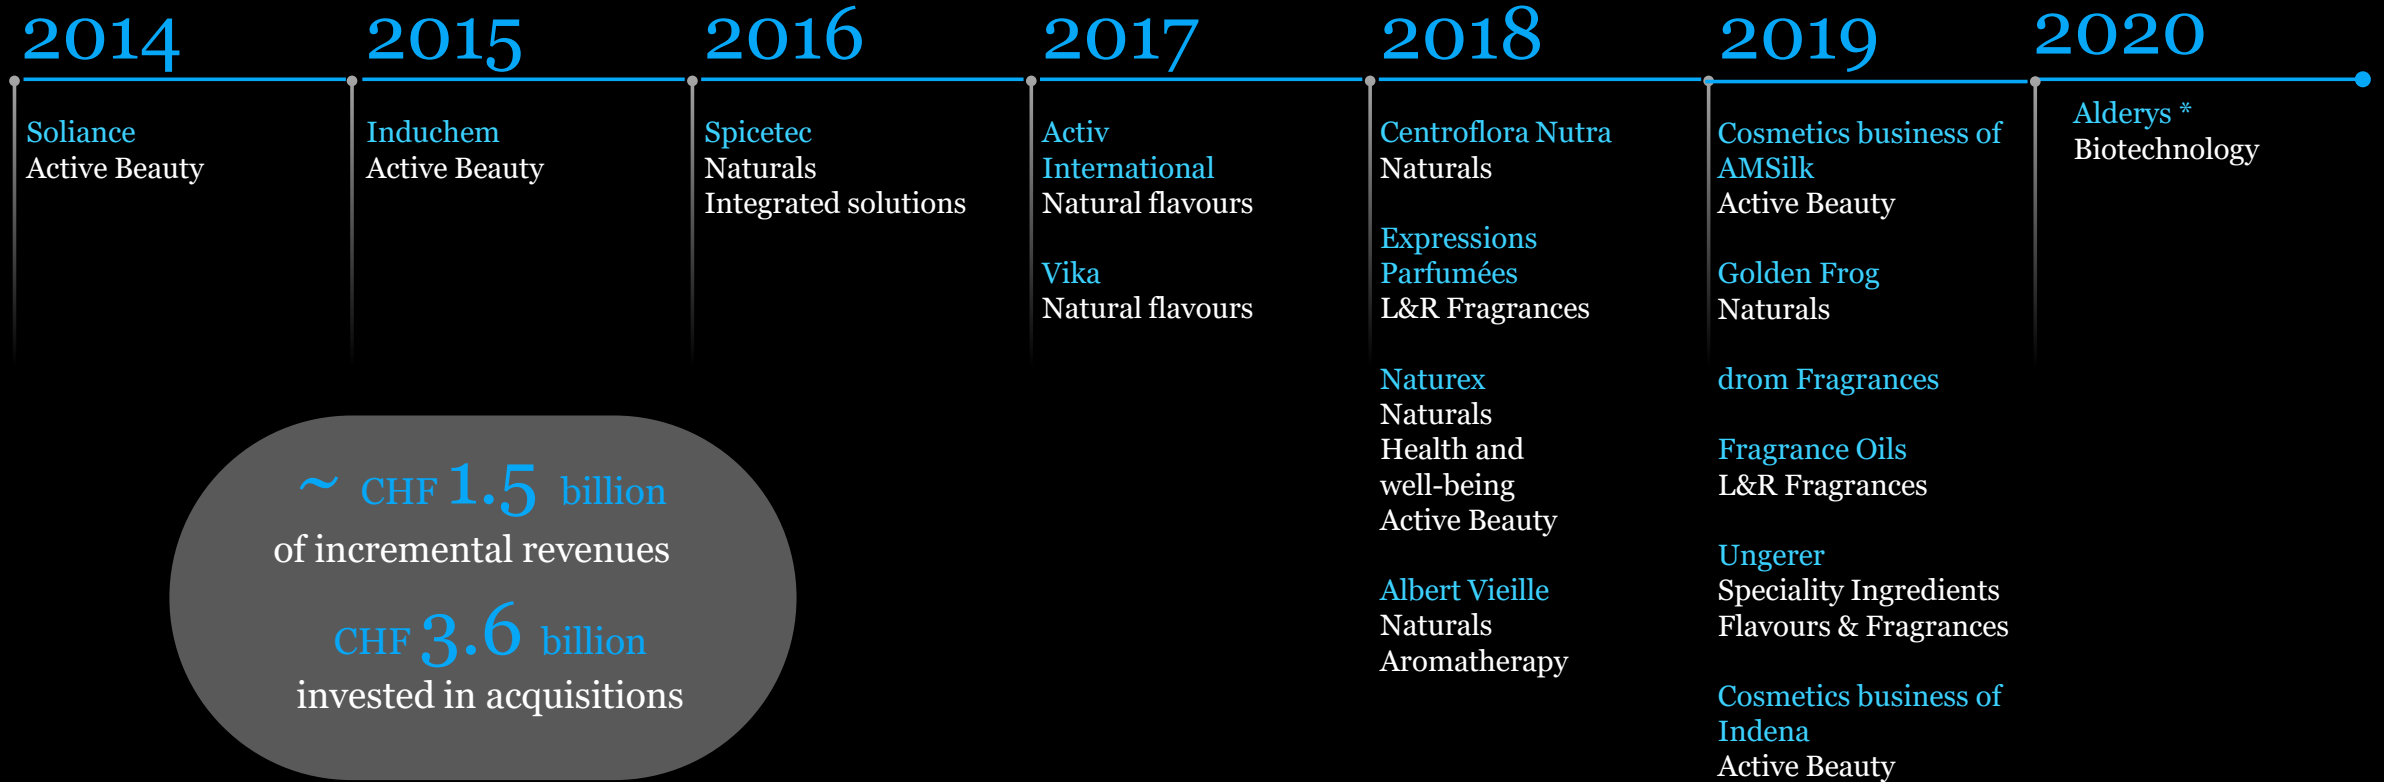 2014
Soliance
Active Beauty
2015
Induchem
Active Beauty
2016
Spicetec
Naturals
Integrated solutions
2017
Activ
International
Natural flavours
Vika
Natural flavours
2018
Centroflora Nutra
Naturals
Expressions
Parfumées
L&R Fragrances
Naturex
Naturals
Health and
well-being
Active Beauty
Albert Vieille
Naturals
Aromatherapy
2019
Cosmetics business of
AMSilk
Active Beauty
Golden Frog
Naturals
drom Fragrances
Fragrance Oils
L&R Fragrances
Ungerer
Speciality Ingredients
Flavours & Fragrances
Cosmetics business of
Indena
Active Beauty
2020
Alderys *
Biotechnology
~ CHF 1.5 billion
of incremental revenues
CHF 3.6 billion
invested in acquisitions